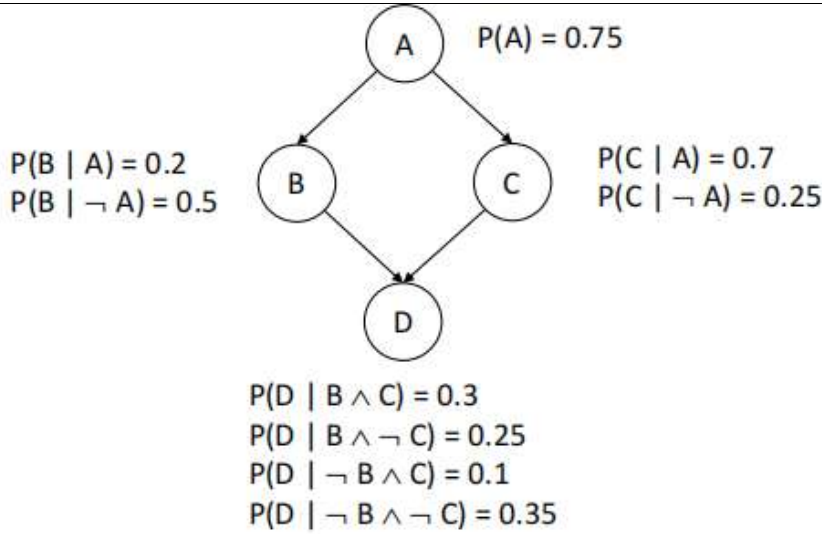 A
P(A) = 0.75
P(B | A) = 0.2
P(B | ¬ A) = 0.5
B
C
P(C | A) = 0.7
P(C | ¬ A) = 0.25
D
P(D | B ∧ C) = 0.3
P(D | B ∧ ¬ C) = 0.25
P(D | ¬ B ∧ C) = 0.1
P(D | ¬ B ∧ ¬ C) = 0.35